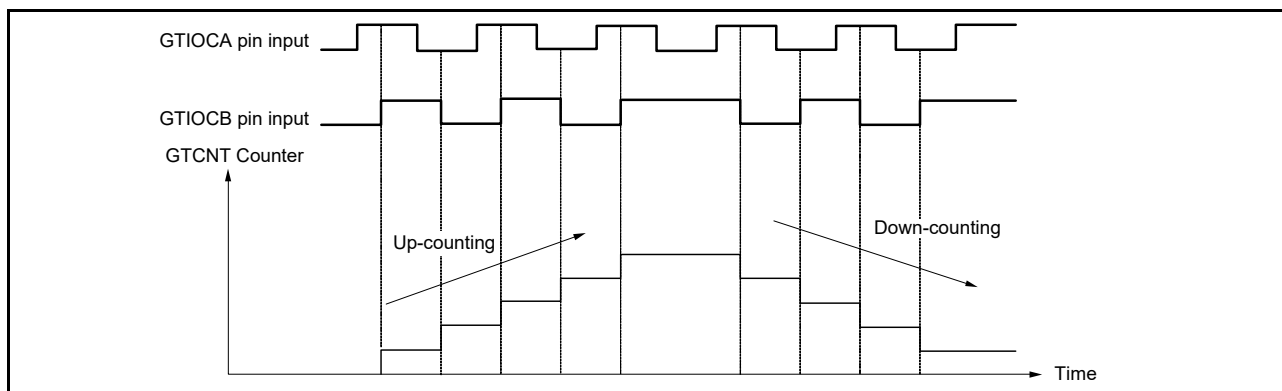 GTIOCA pin input
GTIOCB pin input
GTCNT Counter
Up-counting
Down-counting
Time